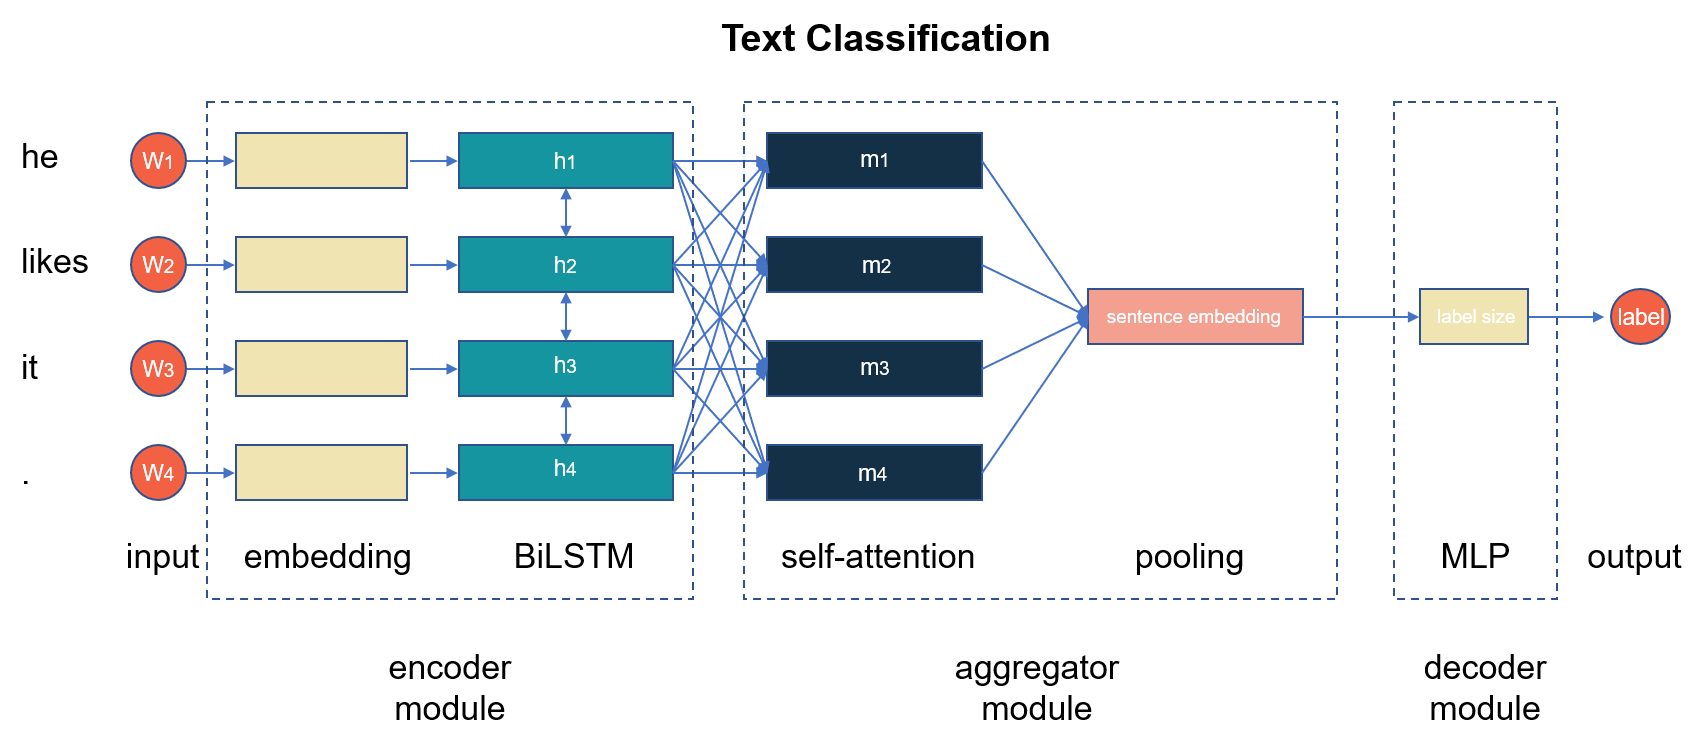 Text Classification
he
W1
h1
m1
likes
W2
h2
m2
sentence embedding
label size
label
it
W3
h3
m3
.
W4
h4
m4
input
embedding
BiLSTM
self-attention
pooling
MLP
output
encoder
module
aggregator
module
decoder
module